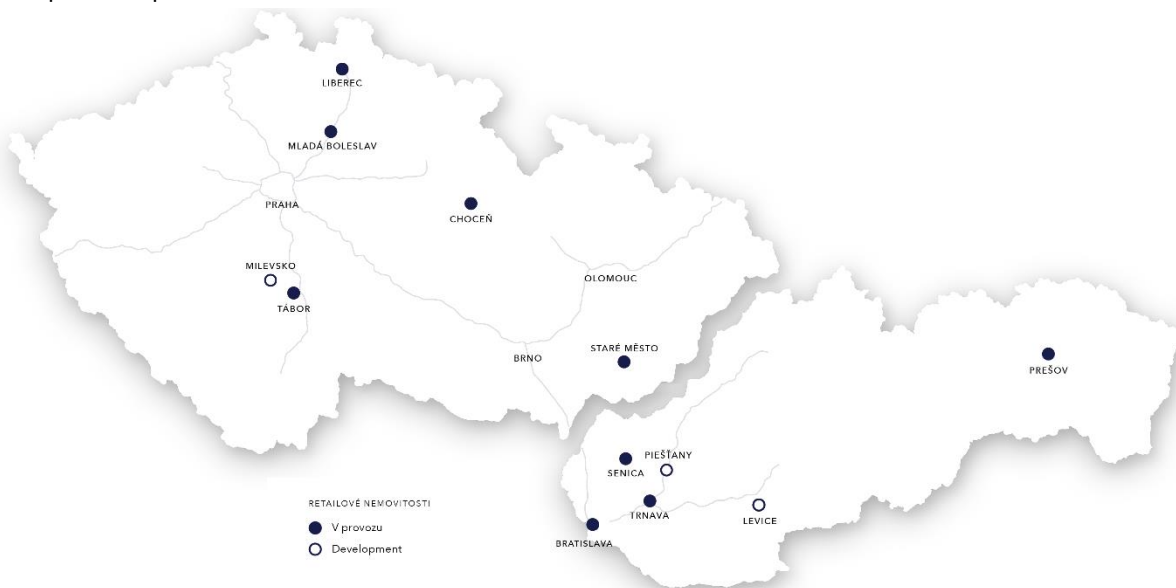 LIBEREC
MLADÁ BOLESLAV
PRAHA
CHOCEŇ
MILEVSKO
TÁBOR
OLOMOUC
BRNO
STARÉ MĚSTO
PREŠOV
SENICA
PIEŠŤANY
TRNAVA
LEVICE
BRATISLAVA
RETAILOVÉ NEMOVITOSTI
V provozu
Development